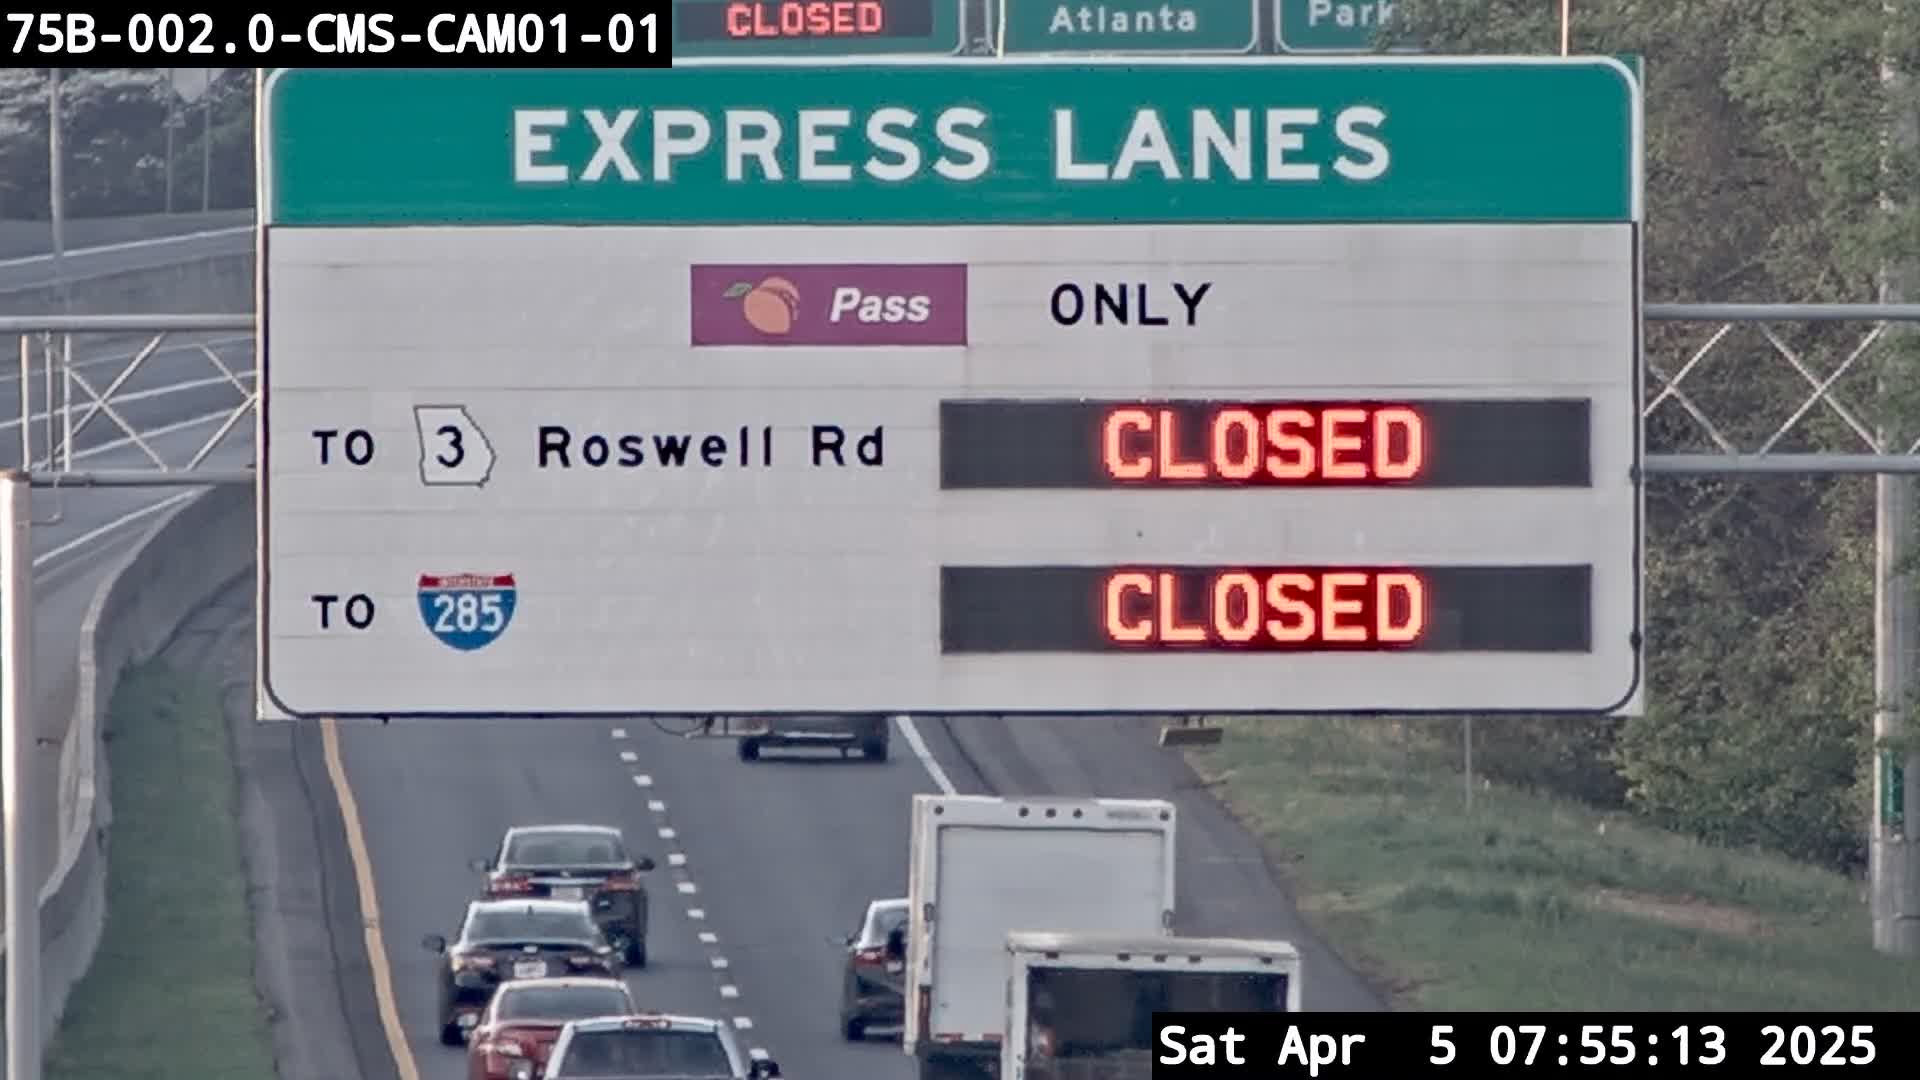 75B-002.0-CMS-CAM01-01
CLOSED
Atlanta
Park
EXPRESS LANES
Pass ONLY
TO 3 Roswell Rd CLOSED
TO 285 CLOSED
Sat Apr 5 07:55:13 2025